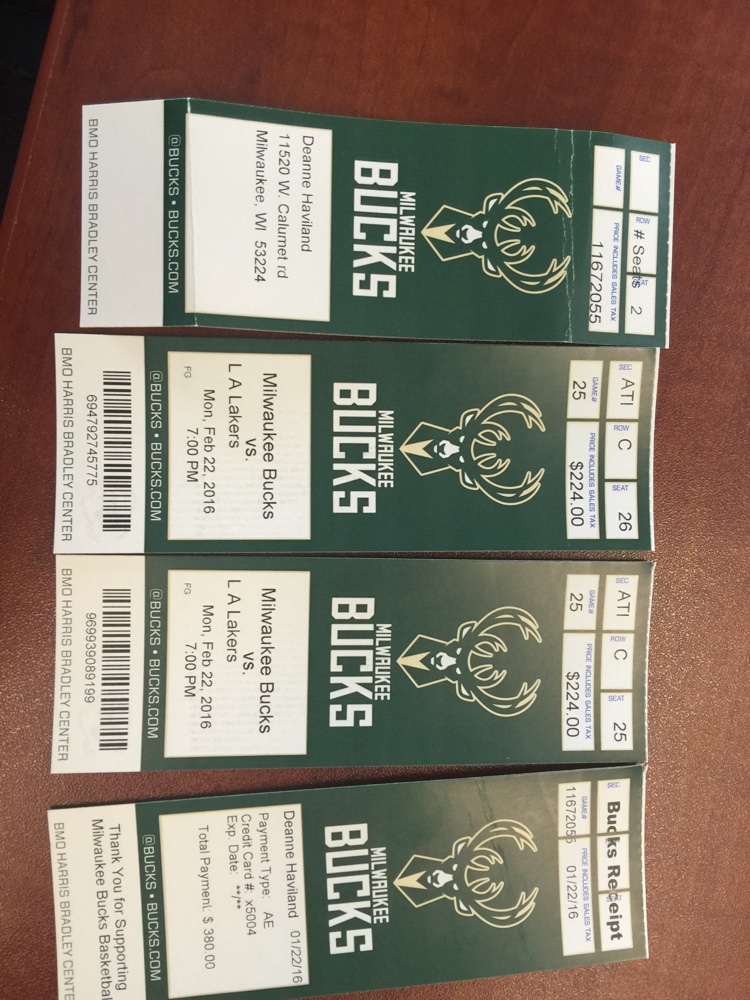 SEC
ROW
SEAT
# Seats 2
GAME#
PRICE INCLUDES SALES TAX
11672055
MILWAUKEE
BUCKS
Deanne Haviland
11520 W. Calumet rd
Milwaukee, WI 53224
@BUCKS • BUCKS.COM
BMO HARRIS BRADLEY CENTER
SEC ROW SEAT
ATI C 26
GAME# PRICE INCLUDES SALES TAX
25 $224.00
MILWAUKEE
BUCKS
Milwaukee Bucks
vs.
L A Lakers
Mon, Feb 22, 2016
7:00 PM
FG
@BUCKS • BUCKS.COM
694792745775
BMO HARRIS BRADLEY CENTER
SEC ROW SEAT
ATI C 25
GAME# PRICE INCLUDES SALES TAX
25 $224.00
MILWAUKEE
BUCKS
Milwaukee Bucks
vs.
L A Lakers
Mon, Feb 22, 2016
7:00 PM
FG
@BUCKS • BUCKS.COM
969939089199
BMO HARRIS BRADLEY CENTER
SEC
Bucks Receipt
GAME# PRICE INCLUDES SALES TAX
11672055 01/22/16
MILWAUKEE
BUCKS
Deanne Haviland 01/22/16
Payment Type: AE
Credit Card #: x5004
Exp. Date: **/**
Total Payment: $ 380.00
@BUCKS • BUCKS.COM
Thank You for Supporting
Milwaukee Bucks Basketbal
BMO HARRIS BRADLEY CENTE